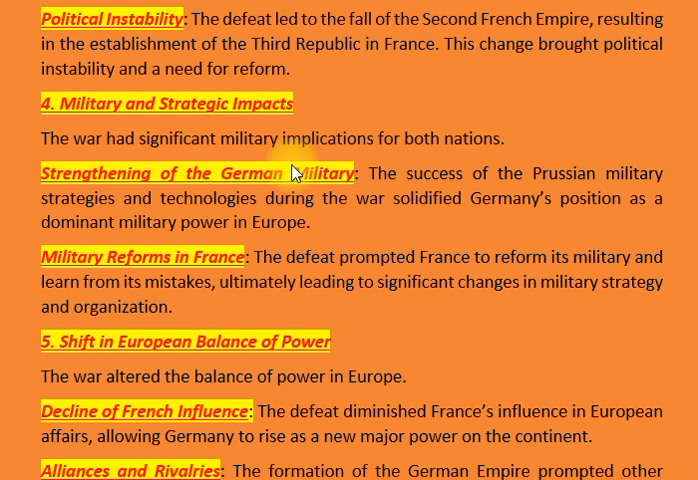 Political Instability: The defeat led to the fall of the Second French Empire, resulting
in the establishment of the Third Republic in France. This change brought political
instability and a need for reform.
4. Military and Strategic Impacts
The war had significant military implications for both nations.
Strengthening of the German Military: The success of the Prussian military
strategies and technologies during the war solidified Germany’s position as a
dominant military power in Europe.
Military Reforms in France: The defeat prompted France to reform its military and
learn from its mistakes, ultimately leading to significant changes in military strategy
and organization.
5. Shift in European Balance of Power
The war altered the balance of power in Europe.
Decline of French Influence: The defeat diminished France’s influence in European
affairs, allowing Germany to rise as a new major power on the continent.
Alliances and Rivalries: The formation of the German Empire prompted other